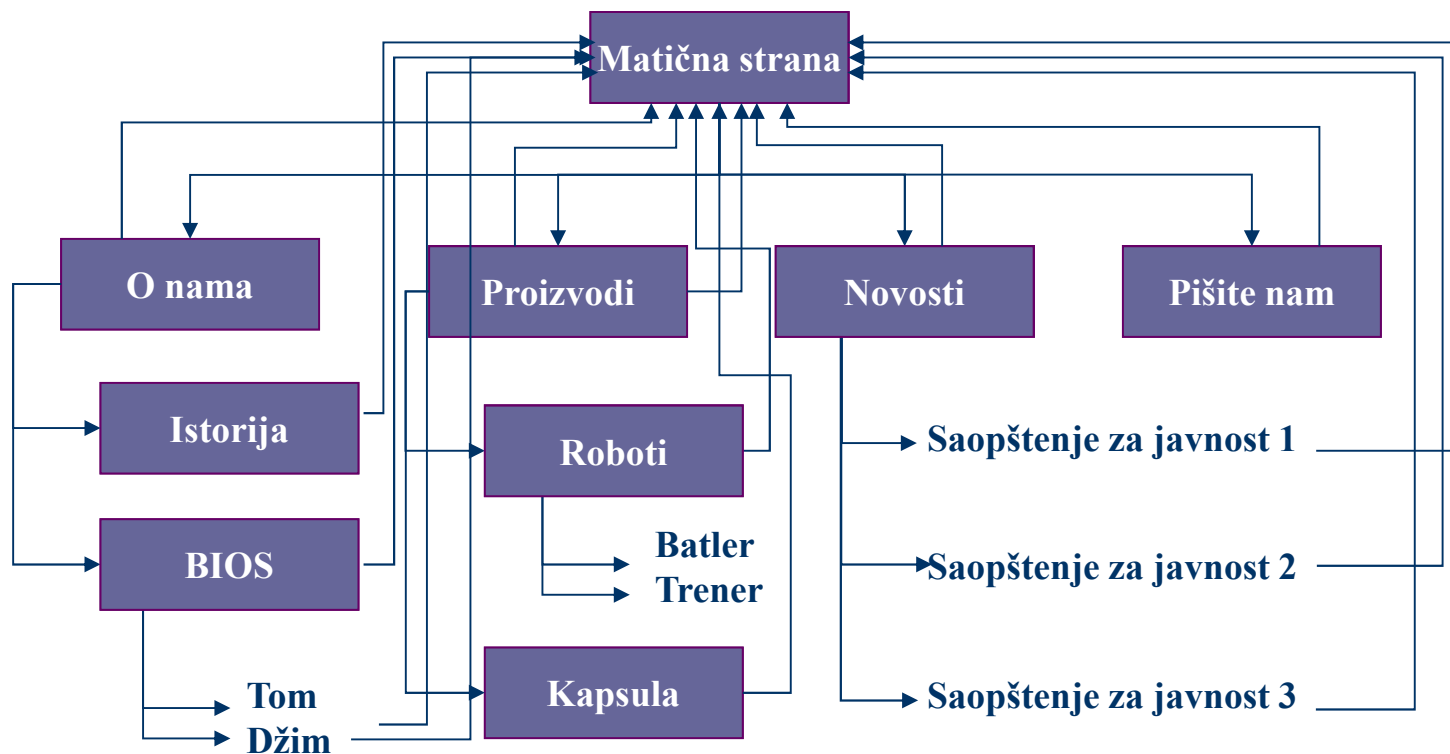 Matična strana
O nama
Proizvodi
Novosti
Pišite nam
Istorija
BIOS
Tom
Džim
Roboti
Batler
Trener
Kapsula
Saopštenje za javnost 1
Saopštenje za javnost 2
Saopštenje za javnost 3